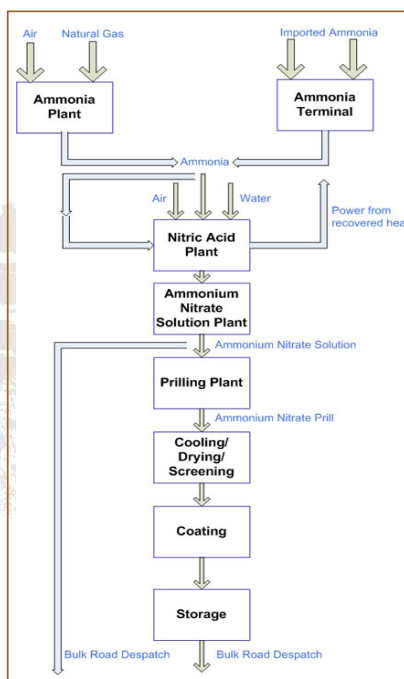 Air
Natural Gas
Imported Ammonia
Ammonia
Plant
Ammonia
Terminal
Ammonia
Air
Water
Power from
recovered hea
Nitric Acid
Plant
Ammonium
Nitrate
Solution Plant
Ammonium Nitrate Solution
Prilling Plant
Ammonium Nitrate Prill
Cooling/
Drying/
Screening
Coating
Storage
Bulk Road Despatch
Bulk Road Despatch